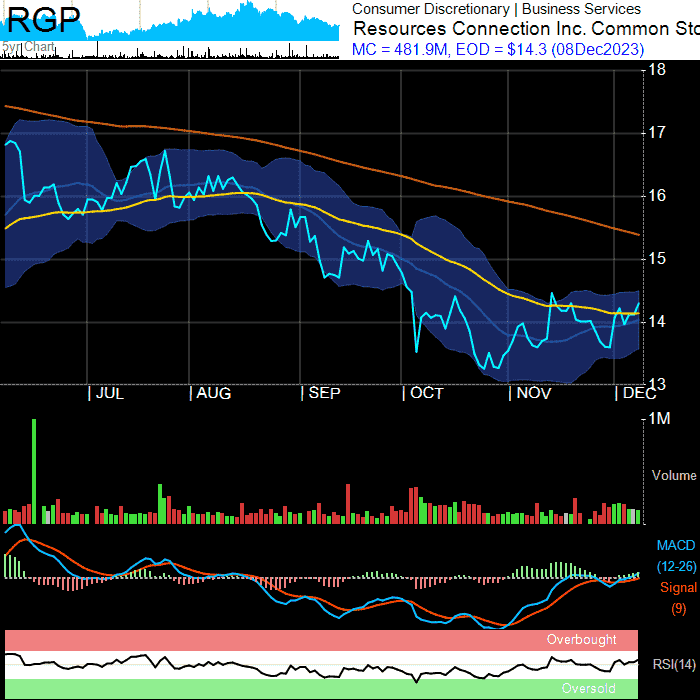 RGP
5yr Chart
Consumer Discretionary | Business Services
Resources Connection Inc. Common Sto
MC = 481.9M, EOD = $14.3 (08Dec2023)
18
17
16
15
14
13
| JUL | AUG | SEP | OCT | NOV | DEC
1M
Volume
MACD
(12-26)
Signal
(9)
Overbought
RSI(14)
Oversold